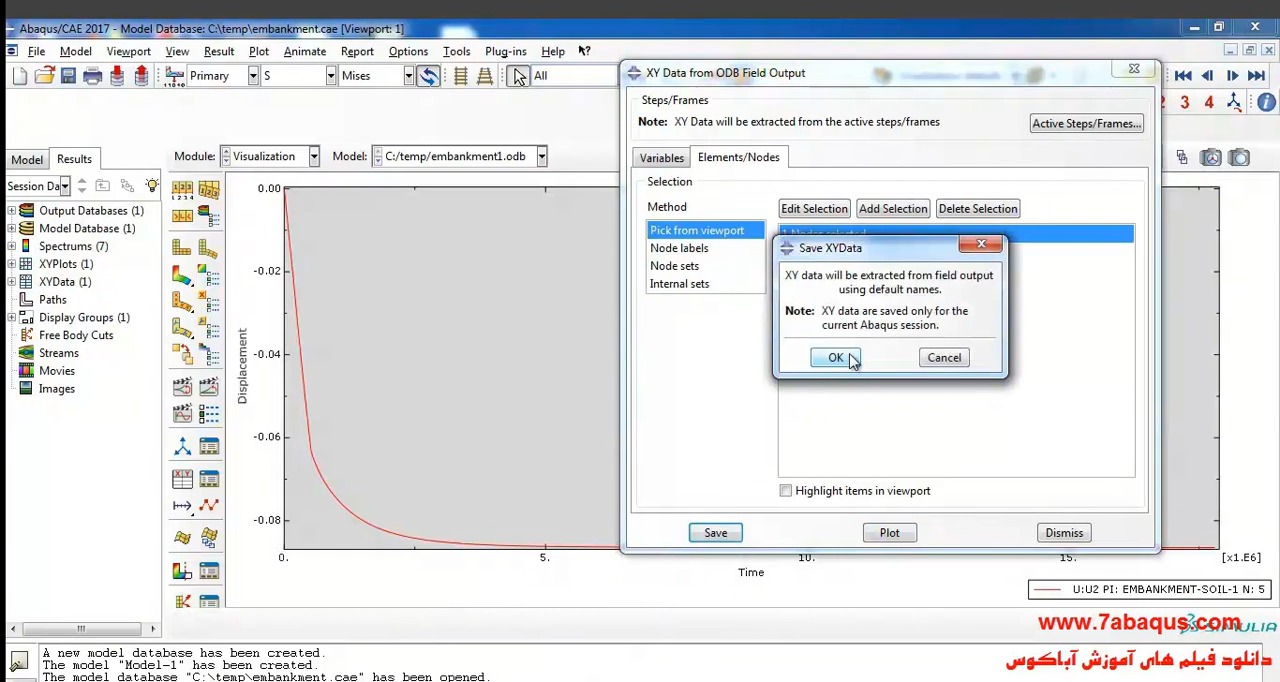 Abaqus/CAE 2017 - Model Database: C:\temp\embankment.cae [Viewport: 1]
File Model Viewport View Result Plot Animate Report Options Tools Plug-ins Help
Primary S Mises All
3 4
Model Results Module: Visualization Model: C:/temp/embankment1.odb
Session Da
Output Databases (1)
Model Database (1)
Spectrums (7)
XYPlots (1)
XYData (1)
Paths
Display Groups (1)
Free Body Cuts
Streams
Movies
Images
0.00
-0.02
-0.04
-0.06
-0.08
Displacement
0. 5. 10. 15. [x1.E6]
Time
U:U2 PI: EMBANKMENT-SOIL-1 N: 5
XY Data from ODB Field Output
Steps/Frames
Note: XY Data will be extracted from the active steps/frames
Active Steps/Frames...
Variables Elements/Nodes
Selection
Method
Edit Selection Add Selection Delete Selection
Pick from viewport
Node labels
Node sets
Internal sets
1 Nodes selected
Save XYData
XY data will be extracted from field output
using default names.
Note: XY data are saved only for the
current Abaqus session.
OK Cancel
Highlight items in viewport
Save Plot Dismiss
www.7abaqus.com
SIMULIA
دانلود فیلم های آموزش آباکوس
A new model database has been created.
The model "Model-1" has been created.
The model database "C:\temp\embankment.cae" has been opened.